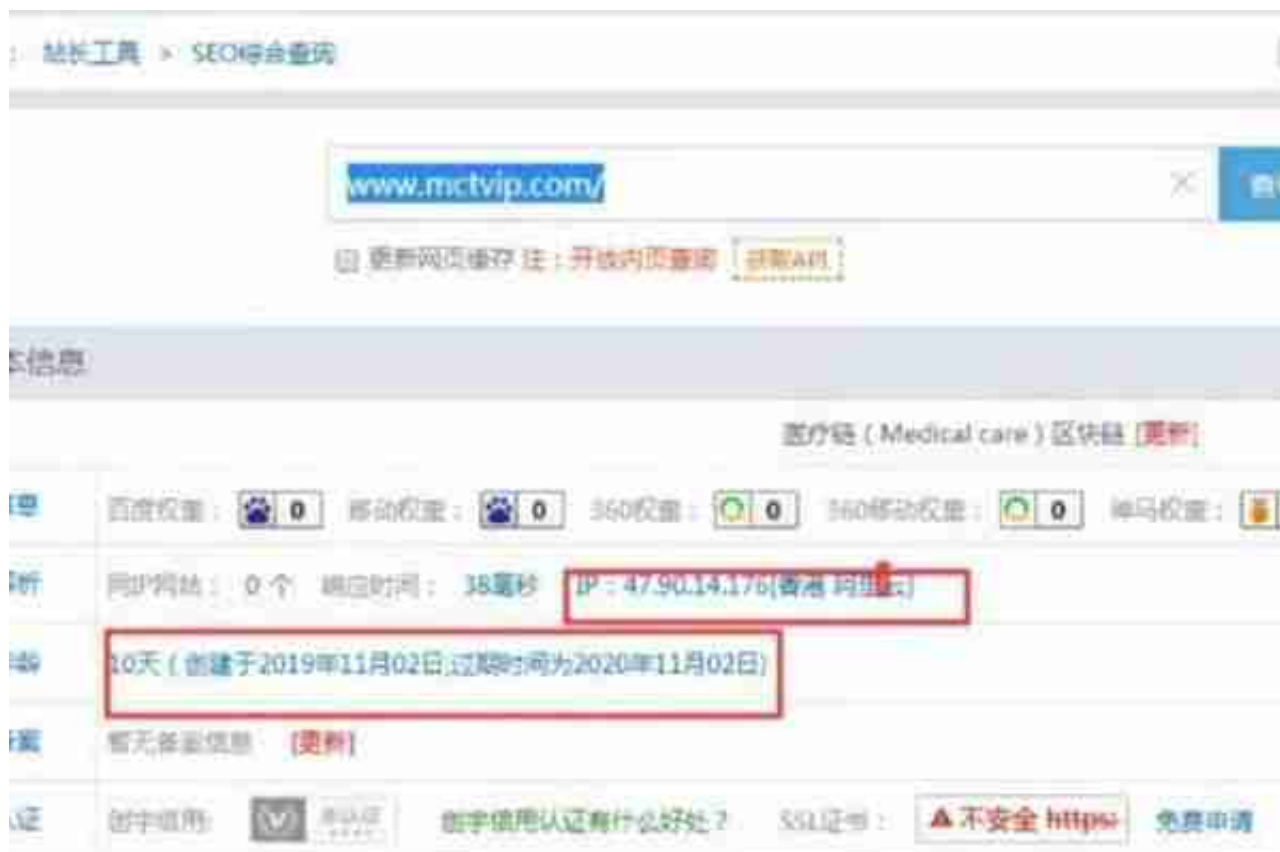 : 站长工具 > SEO综合查询
www.mctvip.com/
更新网页缓存 注：开放内页查询 获取API
本信息
医疗链 ( Medical care ) 区块链 [更新]
百度权重： 0 移动权重： 0 360权重： 0 360移动权重： 0 神马权重：
同IP网站： 0 个 响应时间： 38毫秒 IP：47.90.14.176[香港 阿里云]
10天 ( 创建于2019年11月02日,过期时间为2020年11月02日)
暂无备案信息 [更新]
认证 创宇信用: 创宇信用认证有什么好处？ SSL证书： 不安全 https: 免费申请